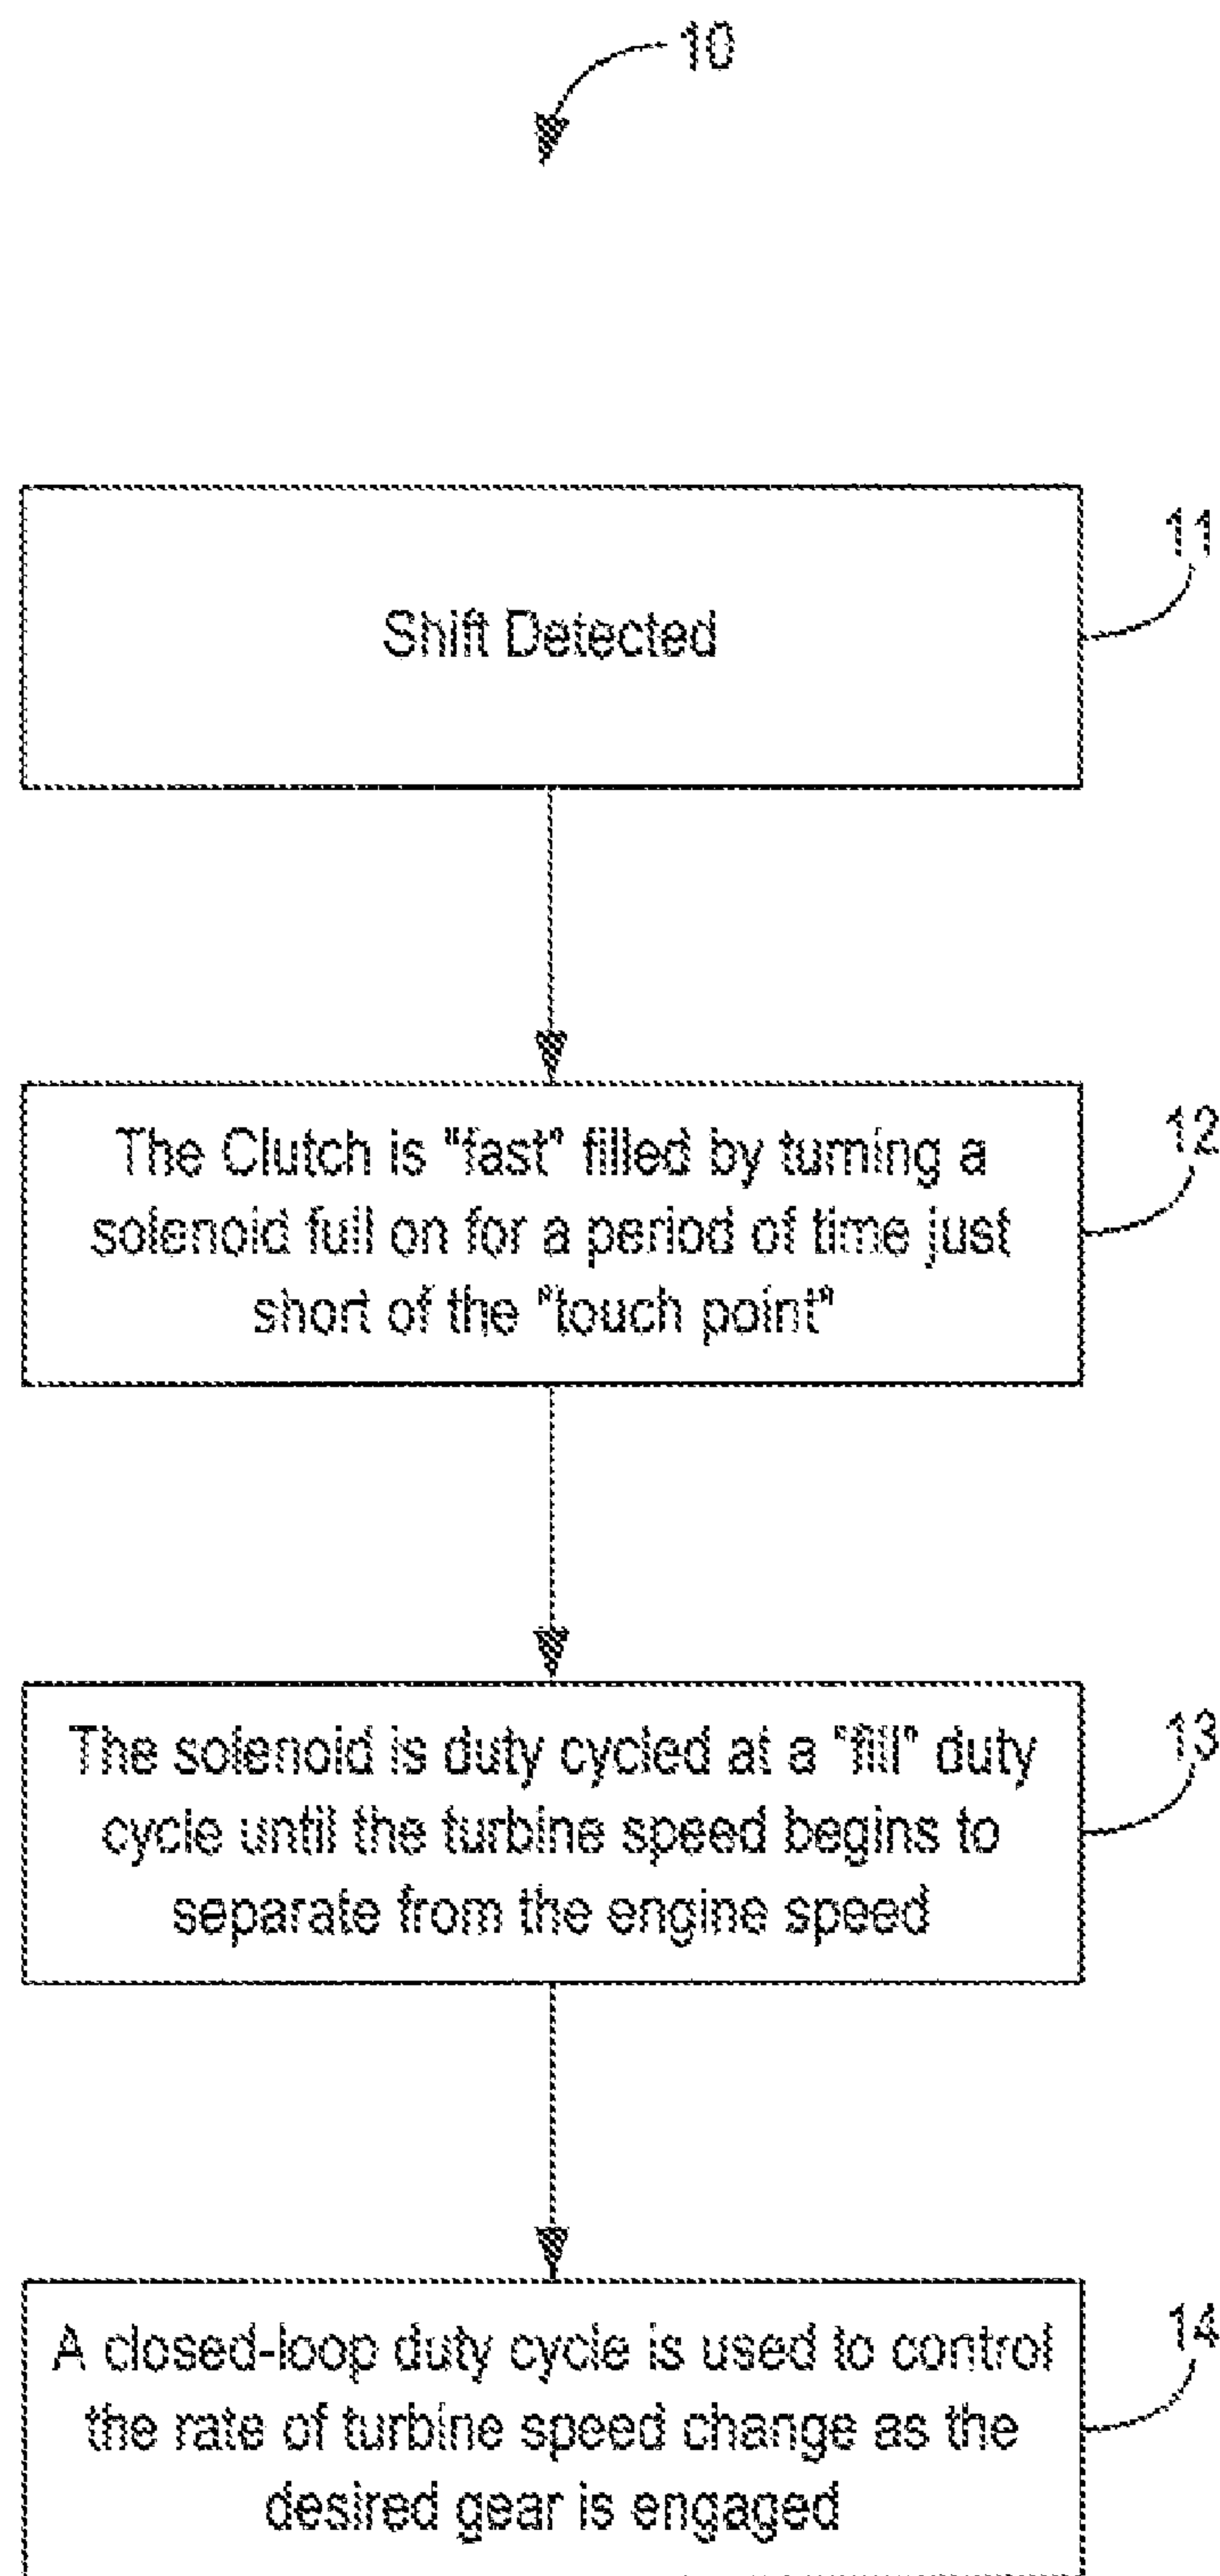 10
11
Shift Detected
12
The Clutch is "fast" filled by turning a
solenoid full on for a period of time just
short of the "touch point"
13
The solenoid is duty cycled at a "fill" duty
cycle until the turbine speed begins to
separate from the engine speed
14
A closed-loop duty cycle is used to control
the rate of turbine speed change as the
desired gear is engaged